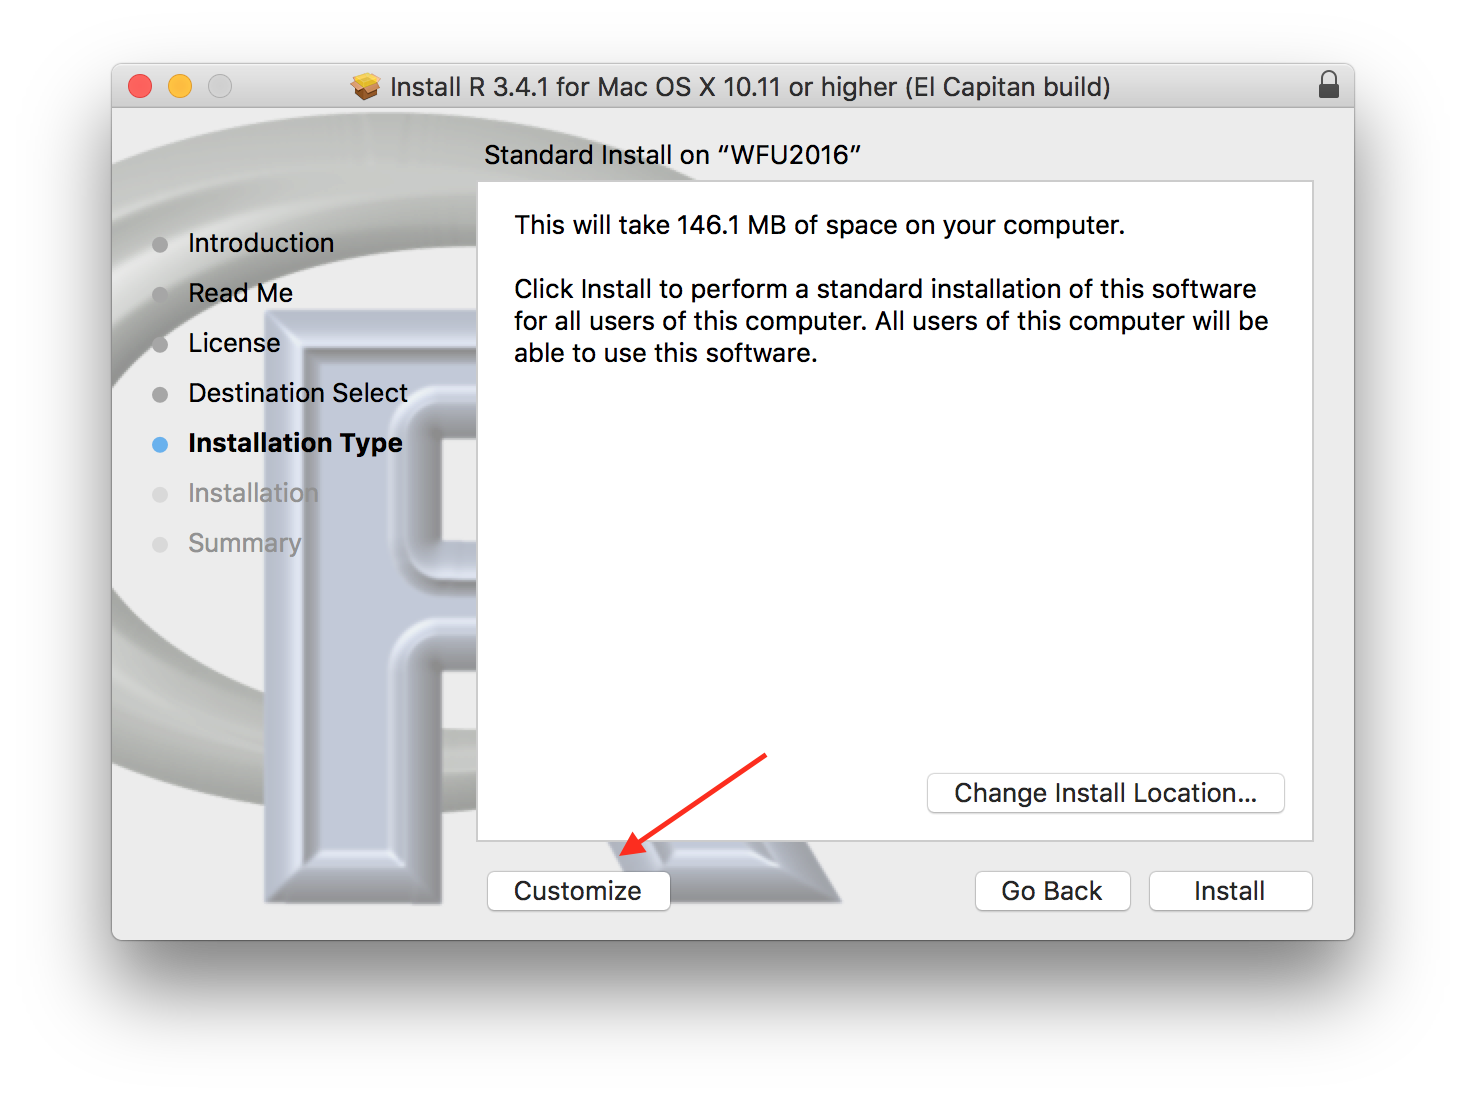 Install R 3.4.1 for Mac OS X 10.11 or higher (El Capitan build)
Standard Install on “WFU2016”
Introduction
Read Me
License
Destination Select
Installation Type
Installation
Summary
This will take 146.1 MB of space on your computer.
Click Install to perform a standard installation of this software
for all users of this computer. All users of this computer will be
able to use this software.
Change Install Location...
Customize
Go Back
Install